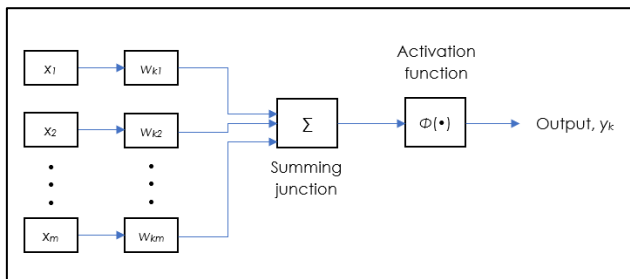 Activation
function
x1
wk1
x2
wk2
Σ
Φ(•)
Output, yk
Summing
junction
xm
wkm